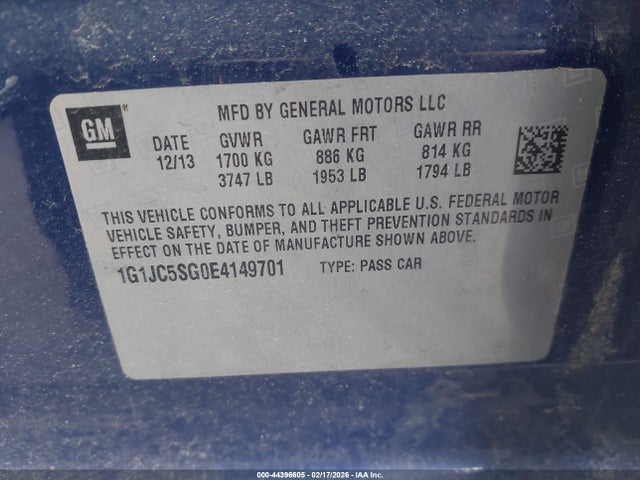 GM®
MFD BY GENERAL MOTORS LLC
DATE GVWR GAWR FRT GAWR RR
12/13 1700 KG 886 KG 814 KG
3747 LB 1953 LB 1794 LB
THIS VEHICLE CONFORMS TO ALL APPLICABLE U.S. FEDERAL MOTOR
VEHICLE SAFETY, BUMPER, AND THEFT PREVENTION STANDARDS IN
EFFECT ON THE DATE OF MANUFACTURE SHOWN ABOVE.
1G1JC5SG0E4149701 TYPE: PASS CAR
000-44396605 - 02/17/2026 - IAA Inc.